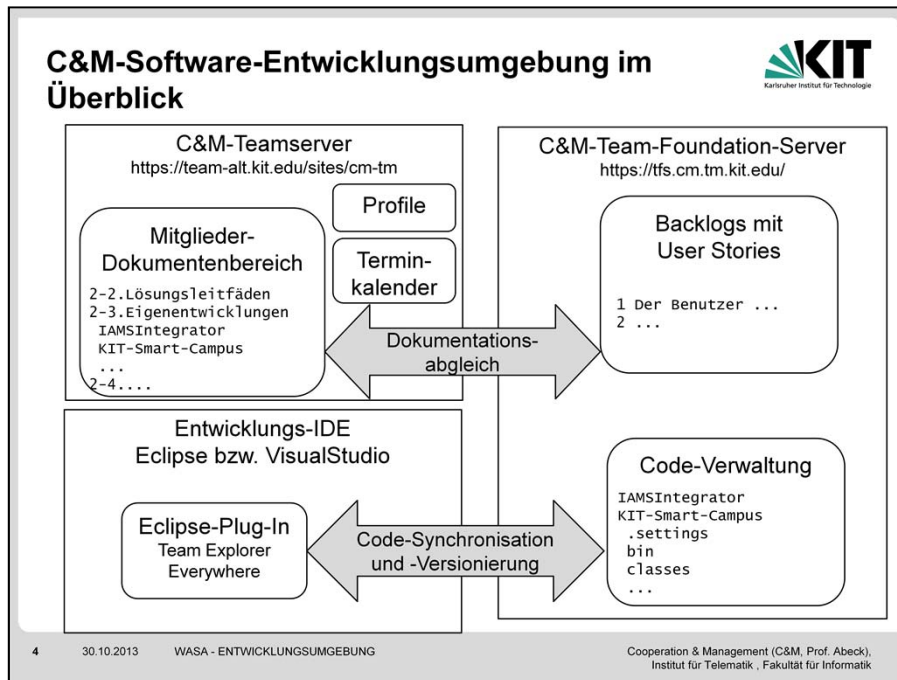 C&M-Software-Entwicklungsumgebung im
Überblick
KIT
Karlsruher Institut für Technologie
C&M-Teamserver
https://team-alt.kit.edu/sites/cm-tm
Profile
Termin-
kalender
Mitglieder-
Dokumentenbereich
2-2.Lösungsleitfäden
2-3.Eigenentwicklungen
IAMSIntegrator
KIT-Smart-Campus
...
2-4....
C&M-Team-Foundation-Server
https://tfs.cm.tm.kit.edu/
Backlogs mit
User Stories
1 Der Benutzer ...
2 ...
Dokumentations-
abgleich
Entwicklungs-IDE
Eclipse bzw. VisualStudio
Eclipse-Plug-In
Team Explorer
Everywhere
Code-Synchronisation
und -Versionierung
Code-Verwaltung
IAMSIntegrator
KIT-Smart-Campus
.settings
bin
classes
...
4 30.10.2013 WASA - ENTWICKLUNGSUMGEBUNG
Cooperation & Management (C&M, Prof. Abeck),
Institut für Telematik , Fakultät für Informatik